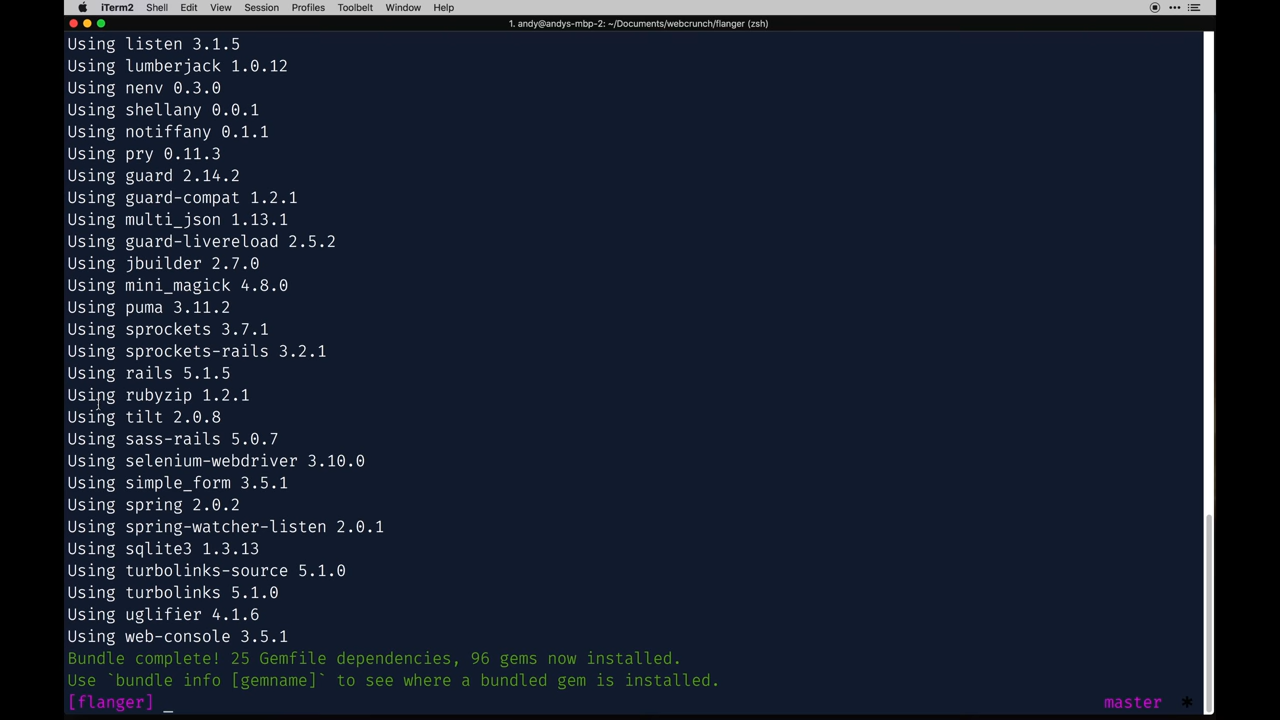 iTerm2 Shell Edit View Session Profiles Toolbelt Window Help
1. andy@andys-mbp-2: ~/Documents/webcrunch/flanger (zsh)
Using listen 3.1.5
Using lumberjack 1.0.12
Using nenv 0.3.0
Using shellany 0.0.1
Using notiffany 0.1.1
Using pry 0.11.3
Using guard 2.14.2
Using guard-compat 1.2.1
Using multi_json 1.13.1
Using guard-livereload 2.5.2
Using jbuilder 2.7.0
Using mini_magick 4.8.0
Using puma 3.11.2
Using sprockets 3.7.1
Using sprockets-rails 3.2.1
Using rails 5.1.5
Using rubyzip 1.2.1
Using tilt 2.0.8
Using sass-rails 5.0.7
Using selenium-webdriver 3.10.0
Using simple_form 3.5.1
Using spring 2.0.2
Using spring-watcher-listen 2.0.1
Using sqlite3 1.3.13
Using turbolinks-source 5.1.0
Using turbolinks 5.1.0
Using uglifier 4.1.6
Using web-console 3.5.1
Bundle complete! 25 Gemfile dependencies, 96 gems now installed.
Use `bundle info [gemname]` to see where a bundled gem is installed.
[flanger] _ master *